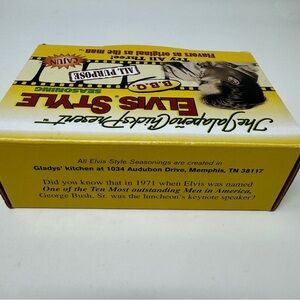 The Jalapeño Girls Present™
ELVIS STYLE
SEASONING
B.B.Q.
ALL PURPOSE
CAJUN
Try All Three!
Flavors as original as the man™
All Elvis Style Seasonings are created in
Gladys' kitchen at 1034 Audubon Drive, Memphis, TN 38117
Did you know that in 1971 when Elvis was named
One of the Ten Most outstanding Men in America,
George Bush, Sr. was the luncheon's keynote speaker?